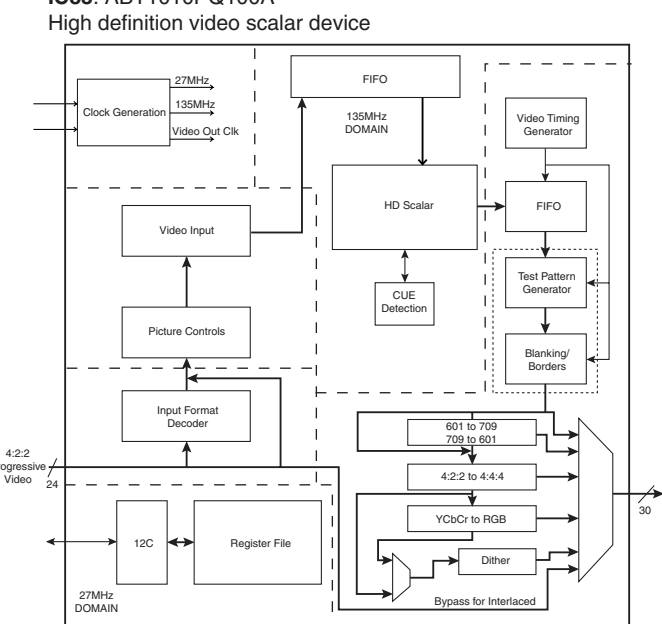 High definition video scalar device
27MHz
Clock Generation
135MHz
Video Out Clk
FIFO
135MHz
DOMAIN
Video Timing
Generator
Video Input
HD Scalar
FIFO
CUE
Detection
Test Pattern
Generator
Picture Controls
Blanking/
Borders
Input Format
Decoder
4:2:2
Video
24
601 to 709
709 to 601
4:2:2 to 4:4:4
YCbCr to RGB
Dither
30
Bypass for Interlaced
12C
Register File
27MHz
DOMAIN